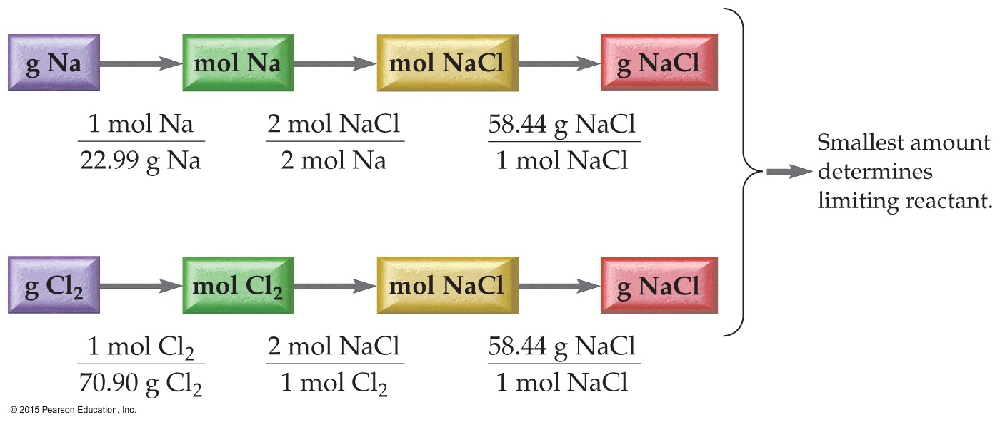 g Na
mol Na
mol NaCl
g NaCl
1 mol Na
22.99 g Na
2 mol NaCl
2 mol Na
58.44 g NaCl
1 mol NaCl
Smallest amount
determines
limiting reactant.
g Cl₂
mol Cl₂
mol NaCl
g NaCl
1 mol Cl₂
70.90 g Cl₂
2 mol NaCl
1 mol Cl₂
58.44 g NaCl
1 mol NaCl
© 2015 Pearson Education, Inc.